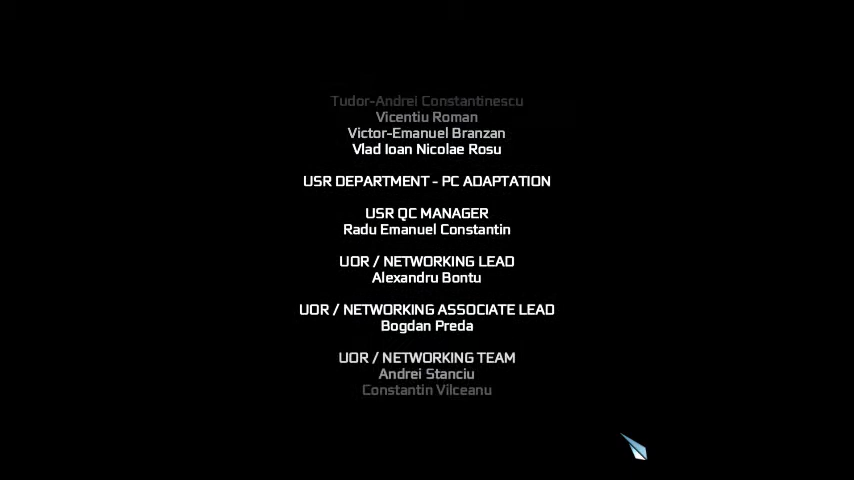 Tudor-Andrei Constantinescu
Vicentiu Roman
Victor-Emanuel Branzan
Vlad Ioan Nicolae Rosu
USR DEPARTMENT - PC ADAPTATION
USR QC MANAGER
Radu Emanuel Constantin
UOR / NETWORKING LEAD
Alexandru Bontu
UOR / NETWORKING ASSOCIATE LEAD
Bogdan Preda
UOR / NETWORKING TEAM
Andrei Stanciu
Constantin Vilceanu